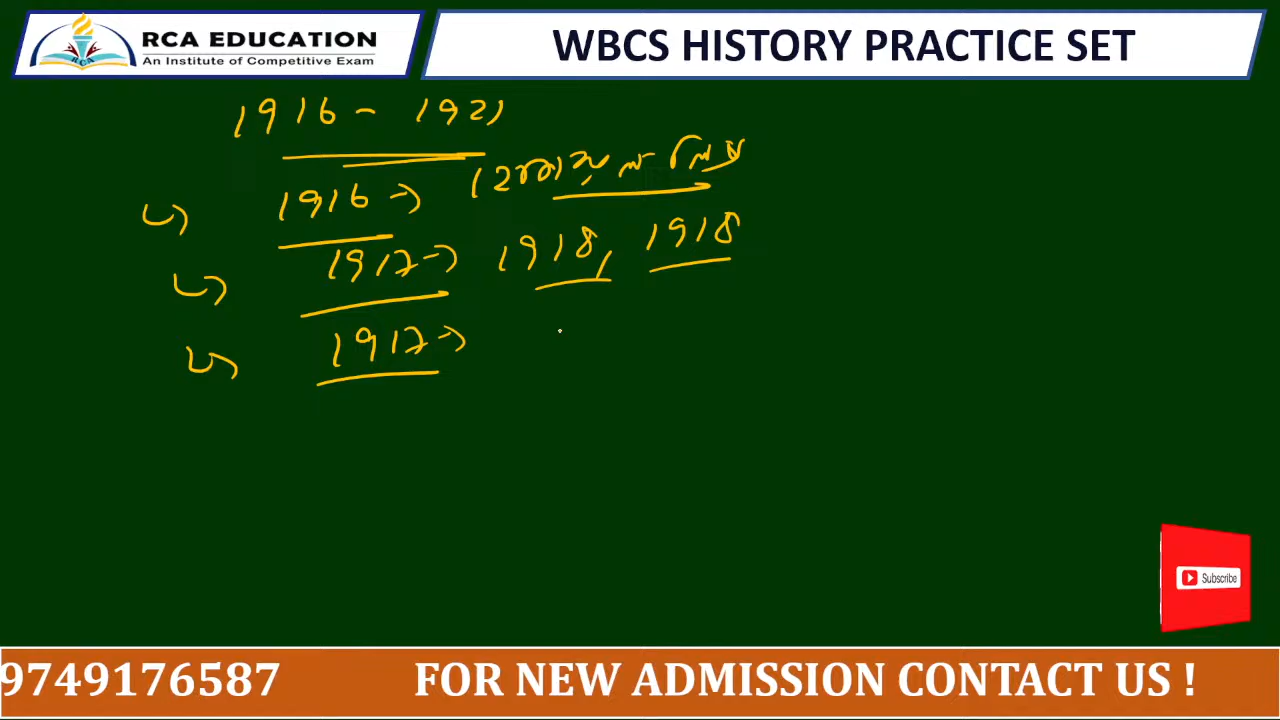 RCA EDUCATION
An Institute of Competitive Exam
RCA
WBCS HISTORY PRACTICE SET
1916 - 1921
1916 →
1917 → 1918, 1918
1917 →
Subscribe
9749176587 FOR NEW ADMISSION CONTACT US !